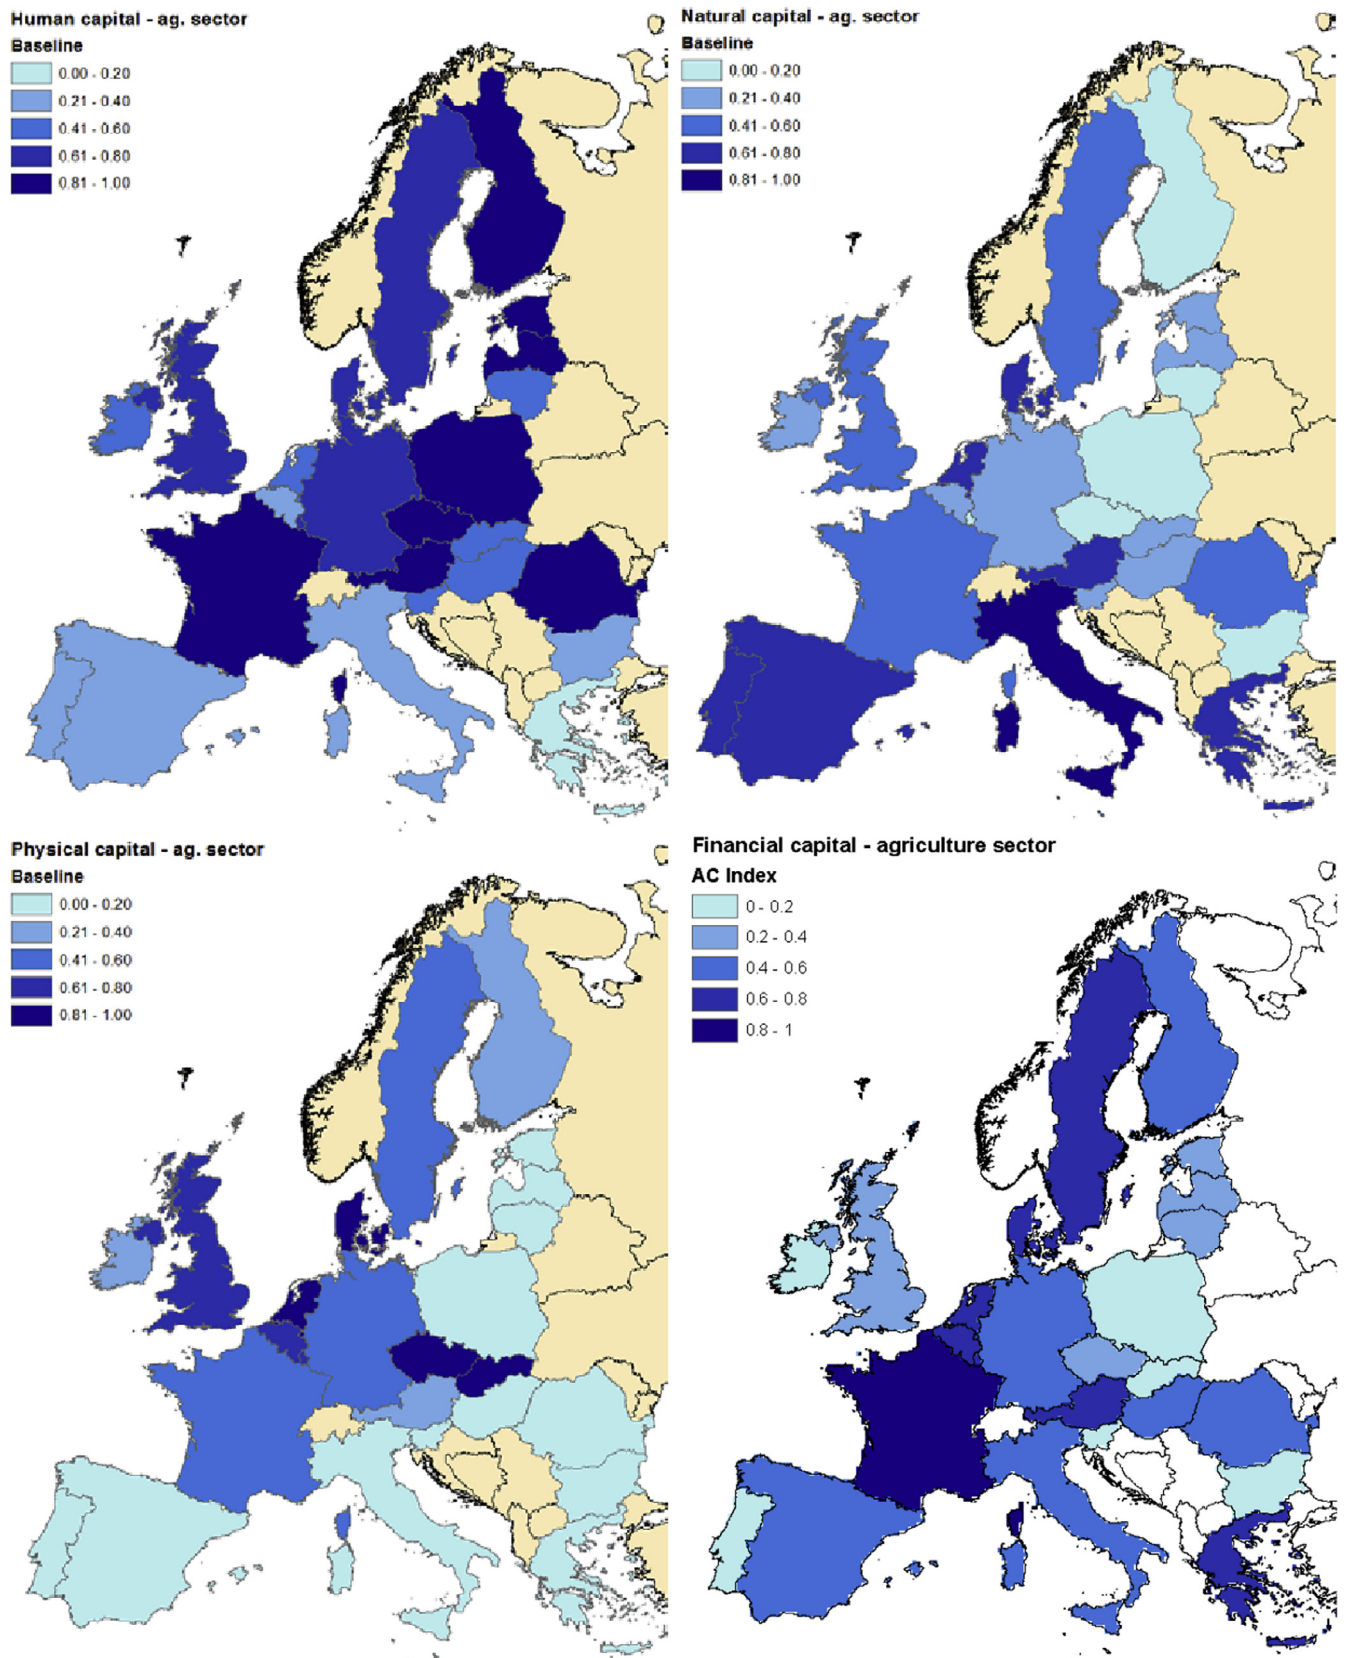 Human capital - ag. sector
Baseline
0.00 - 0.20
0.21 - 0.40
0.41 - 0.60
0.61 - 0.80
0.81 - 1.00
Natural capital - ag. sector
Baseline
0.00 - 0.20
0.21 - 0.40
0.41 - 0.60
0.61 - 0.80
0.81 - 1.00
Physical capital - ag. sector
Baseline
0.00 - 0.20
0.21 - 0.40
0.41 - 0.60
0.61 - 0.80
0.81 - 1.00
Financial capital - agriculture sector
AC Index
0 - 0.2
0.2 - 0.4
0.4 - 0.6
0.6 - 0.8
0.8 - 1